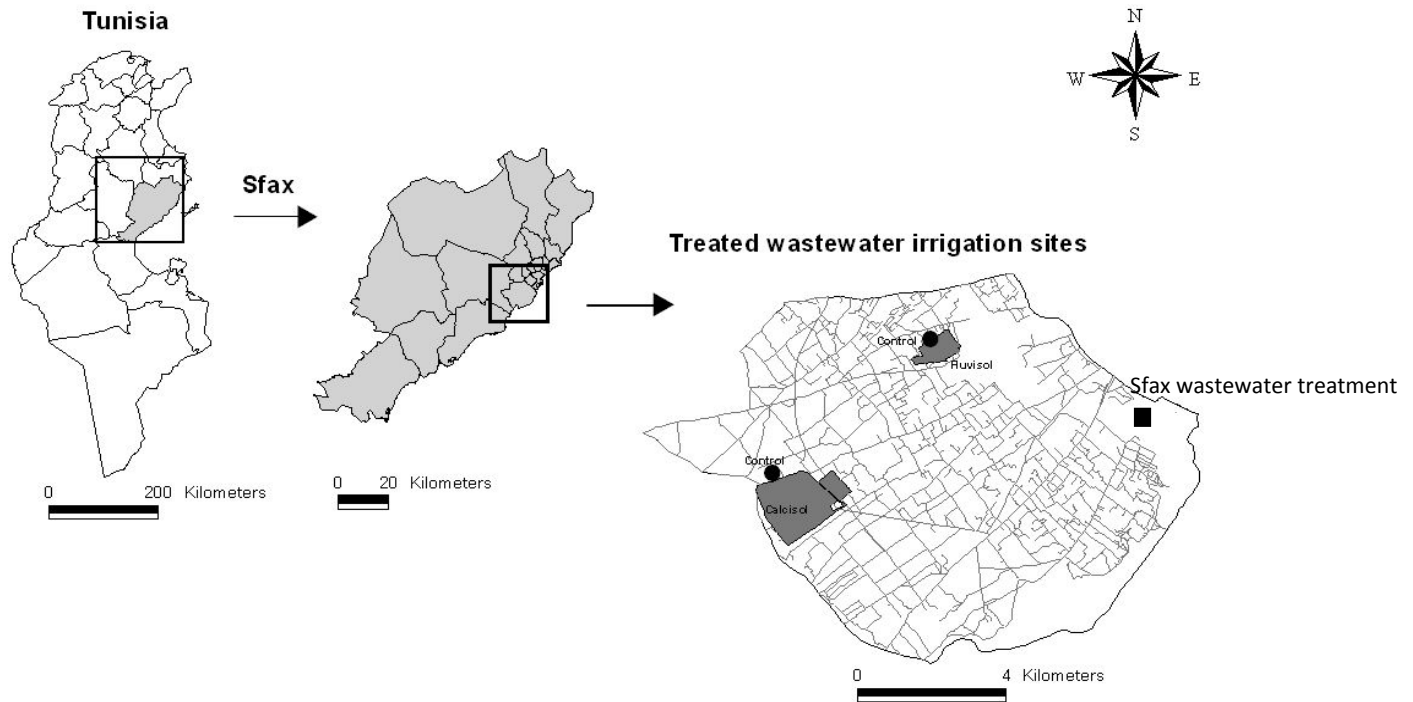 Tunisia
N
W E
S
Sfax
Treated wastewater irrigation sites
Control
Fluvisol
Sfax wastewater treatment
Control
Calcisol
0 200 Kilometers
0 20 Kilometers
0 4 Kilometers